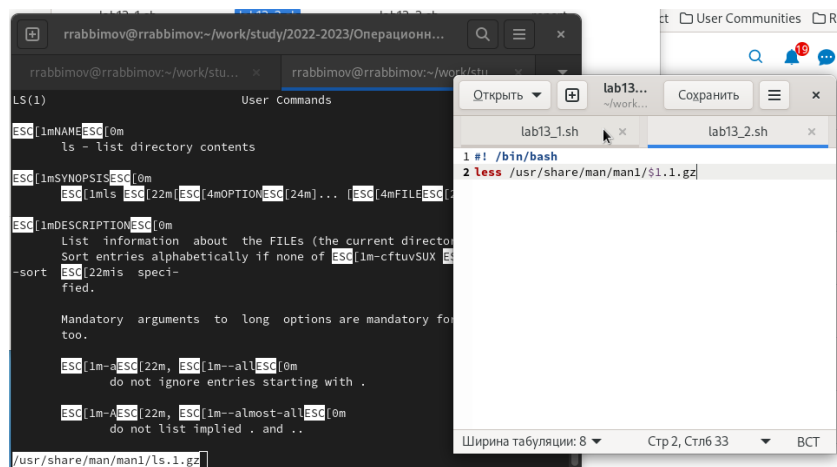 ct User Communities R
rrabbimov@rrabbimov:~/work/study/2022-2023/Операционн...
19
rrabbimov@rrabbimov:~/work/stu...
rrabbimov@rrabbimov:~/work/stu
LS(1) User Commands
ESC[1mNAMEESC[0m
ls - list directory contents
ESC[1mSYNOPSISESC[0m
ESC[1mls ESC[22m[ESC[4mOPTIONESC[24m]... [ESC[4mFILEESC[2
ESC[1mDESCRIPTIONESC[0m
List information about the FILEs (the current director
Sort entries alphabetically if none of ESC[1m-cftuvSUX ES
-sort ESC[22mis speci-
fied.
Mandatory arguments to long options are mandatory fo
too.
ESC[1m-aESC[22m, ESC[1m--allESC[0m
do not ignore entries starting with .
ESC[1m-AESC[22m, ESC[1m--almost-allESC[0m
do not list implied . and ..
/usr/share/man/man1/ls.1.gz
Открыть
lab13...
~/work...
Сохранить
lab13_1.sh
lab13_2.sh
1 #! /bin/bash
2 less /usr/share/man/man1/$1.1.gz
Ширина табуляции: 8 Стр 2, Стлб 33 ВСТ